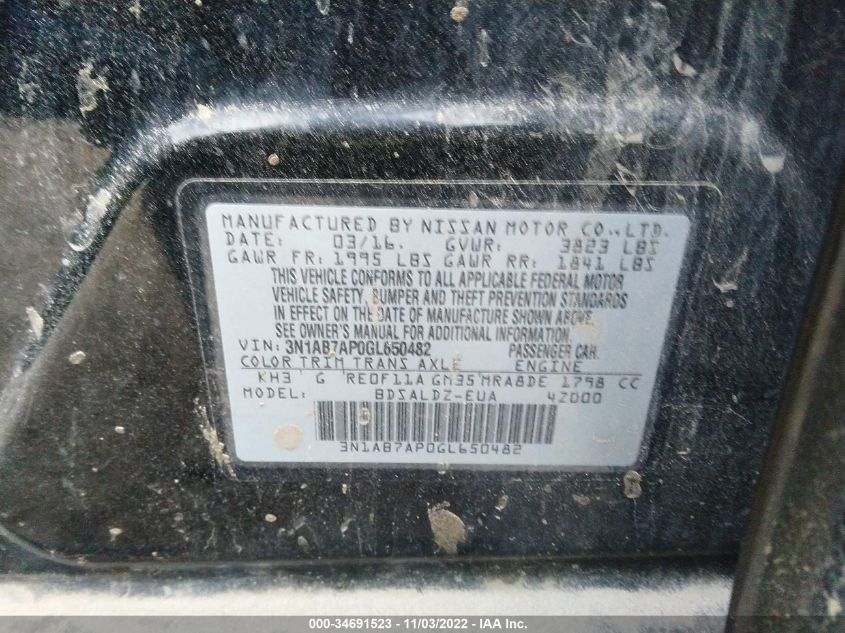 MANUFACTURED BY NISSAN MOTOR CO.,LTD.
DATE: 03/16. GVWR: 3823 LBS
GAWR FR: 1995 LBS GAWR RR: 1841 LBS
THIS VEHICLE CONFORMS TO ALL APPLICABLE FEDERAL MOTOR
VEHICLE SAFETY, BUMPER AND THEFT PREVENTION STANDARDS
IN EFFECT ON THE DATE OF MANUFACTURE SHOWN ABOVE.
SEE OWNER'S MANUAL FOR ADDITIONAL INFORMATION.
VIN: 3N1AB7AP0GL650482 PASSENGER CAR.
COLOR TRIM TRANS AXLE ENGINE
KH3 G RE0F11A GM35 MRA8DE 1798 CC
MODEL: BDSALDZ-EUA 4Z000
3N1AB7AP0GL650482
000-34691523 - 11/03/2022 - IAA Inc.